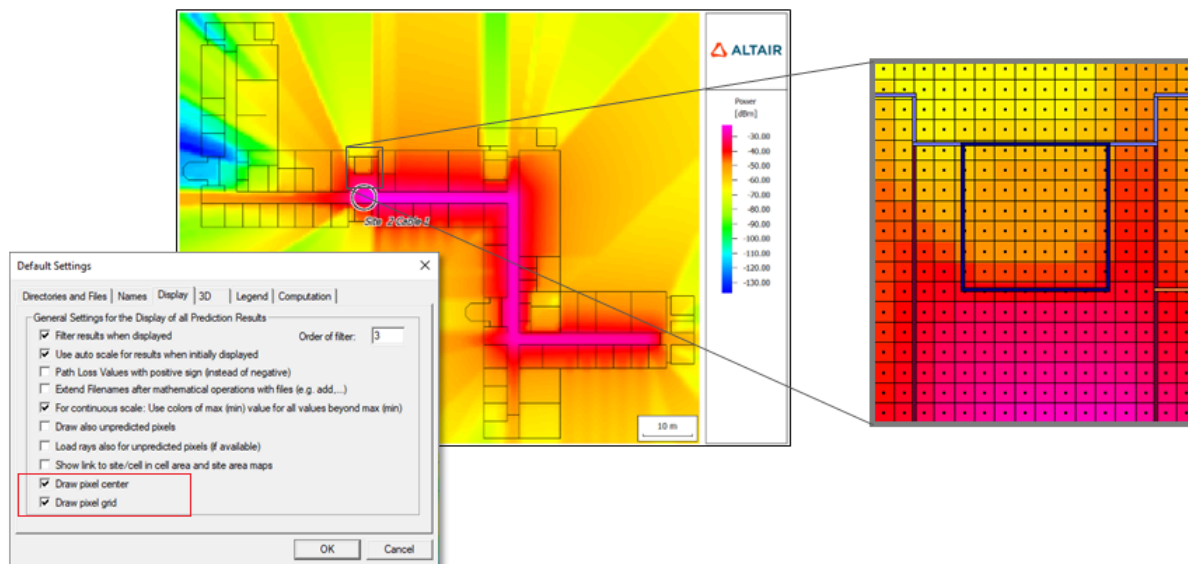 ALTAIR
Power
[dBm]
-30.00
-40.00
-50.00
-60.00
-70.00
-80.00
-90.00
-100.00
-110.00
-120.00
-130.00
Site 2 Cable 1
10 m
Default Settings
Directories and Files Names Display 3D Legend Computation
General Settings for the Display of all Prediction Results
Filter results when displayed Order of filter: 3
Use auto scale for results when initially displayed
Path Loss Values with positive sign (instead of negative)
Extend Filenames after mathematical operations with files (e.g. add,...)
For continuous scale: Use colors of max (min) value for all values beyond max (min)
Draw also unpredicted pixels
Load rays also for unpredicted pixels (if available)
Show link to site/cell in cell area and site area maps
Draw pixel center
Draw pixel grid
OK Cancel